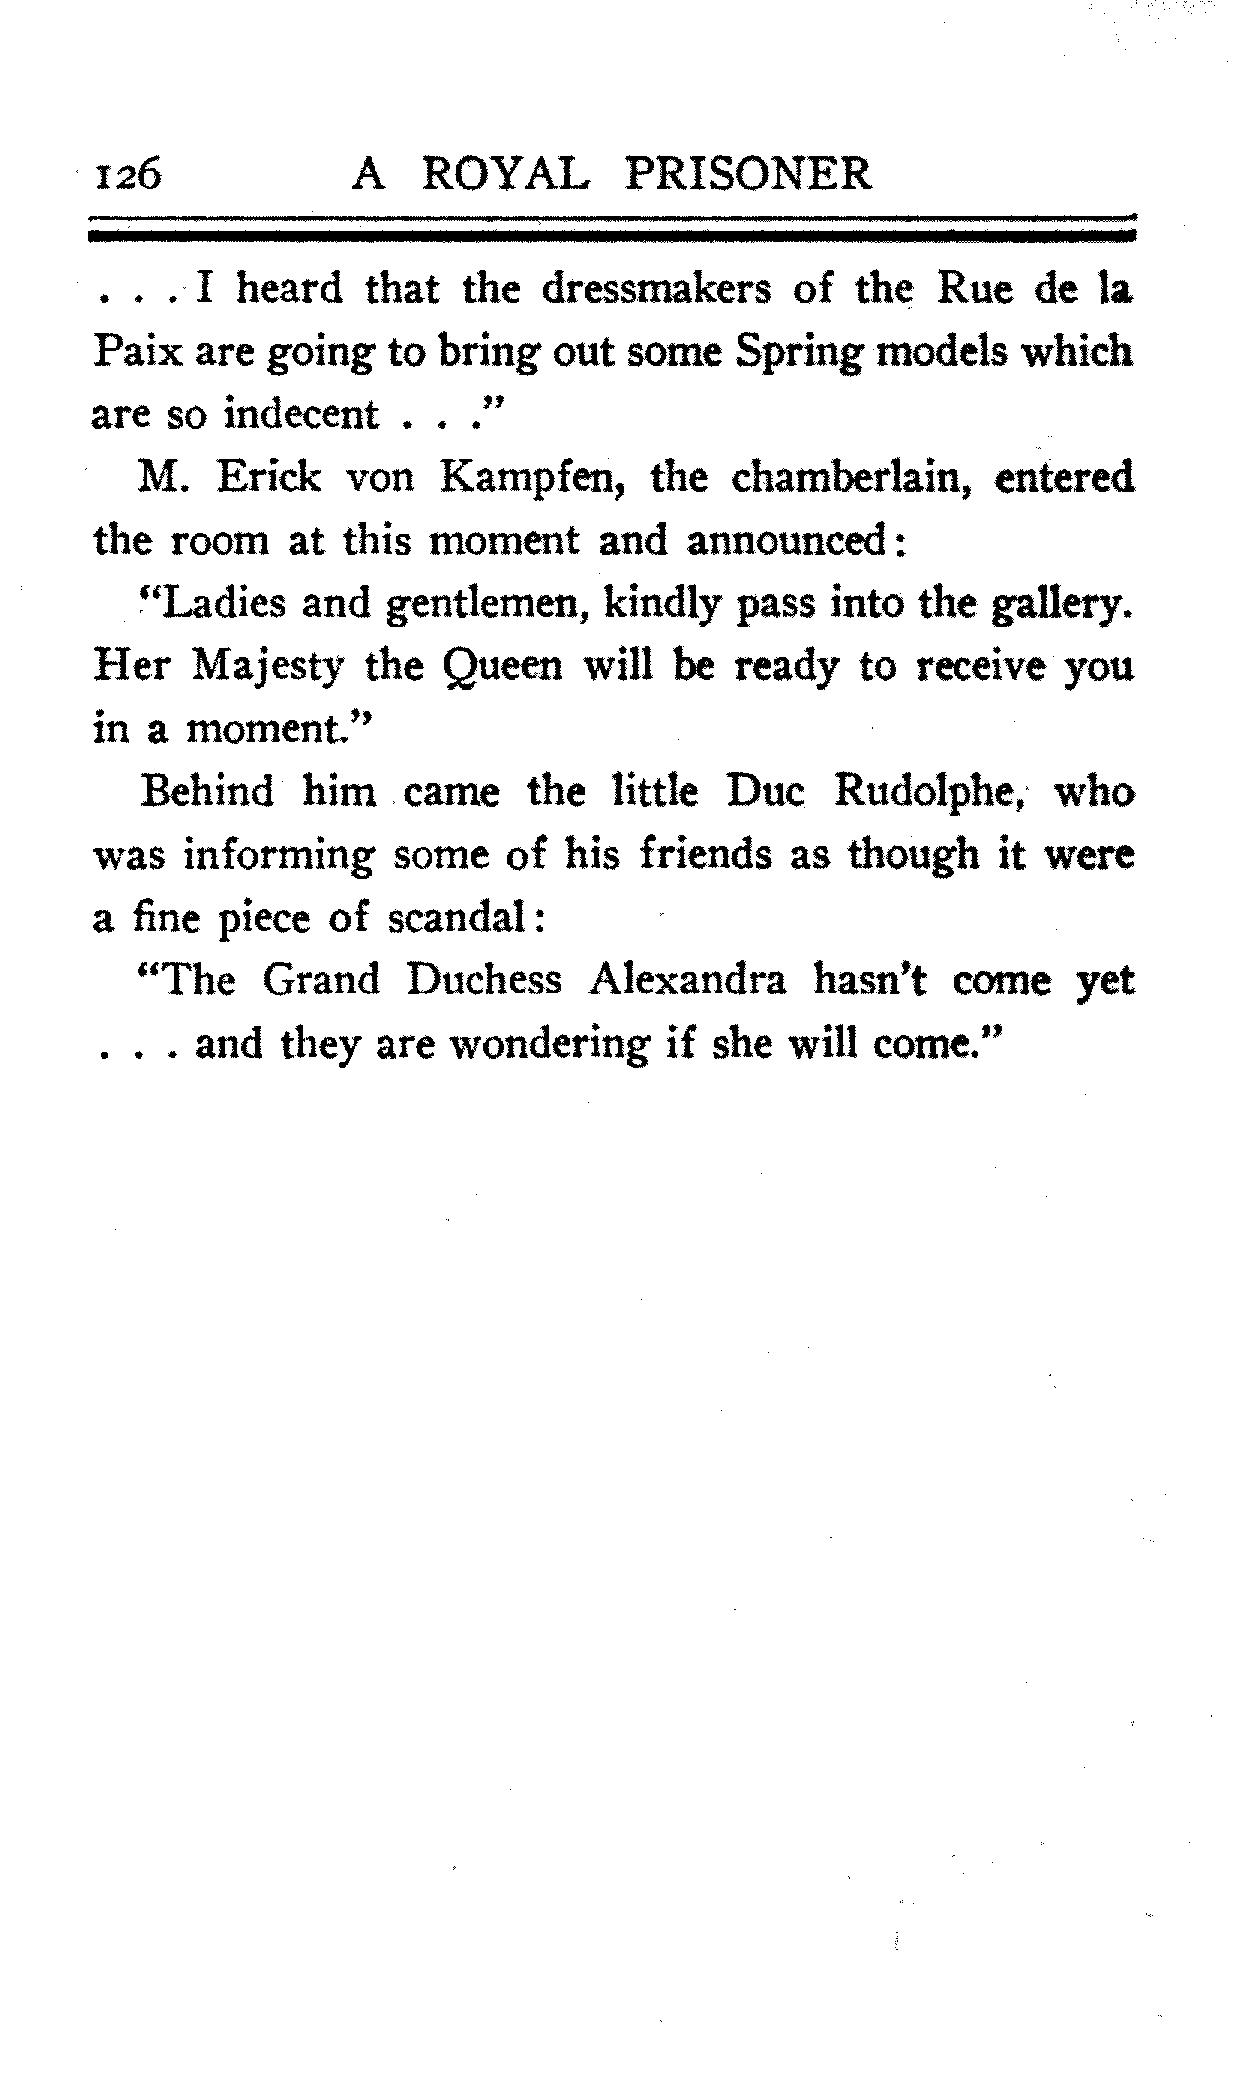 126 A ROYAL PRISONER
. . . I heard that the dressmakers of the Rue de la
Paix are going to bring out some Spring models which
are so indecent . . ."
M. Erick von Kampfen, the chamberlain, entered
the room at this moment and announced:
"Ladies and gentlemen, kindly pass into the gallery.
Her Majesty the Queen will be ready to receive you
in a moment."
Behind him came the little Duc Rudolphe, who
was informing some of his friends as though it were
a fine piece of scandal:
"The Grand Duchess Alexandra hasn't come yet
. . . and they are wondering if she will come."